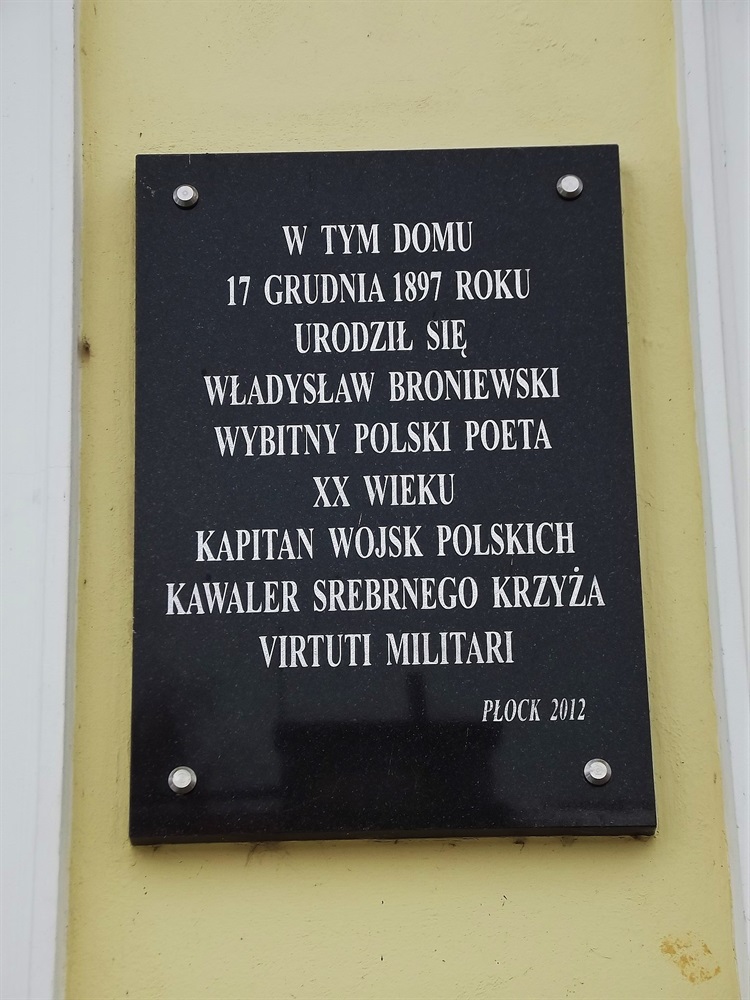 W TYM DOMU
17 GRUDNIA 1897 ROKU
URODZIŁ SIĘ
WŁADYSŁAW BRONIEWSKI
WYBITNY POLSKI POETA
XX WIEKU
KAPITAN WOJSK POLSKICH
KAWALER SREBRNEGO KRZYŻA
VIRTUTI MILITARI
PŁOCK 2012